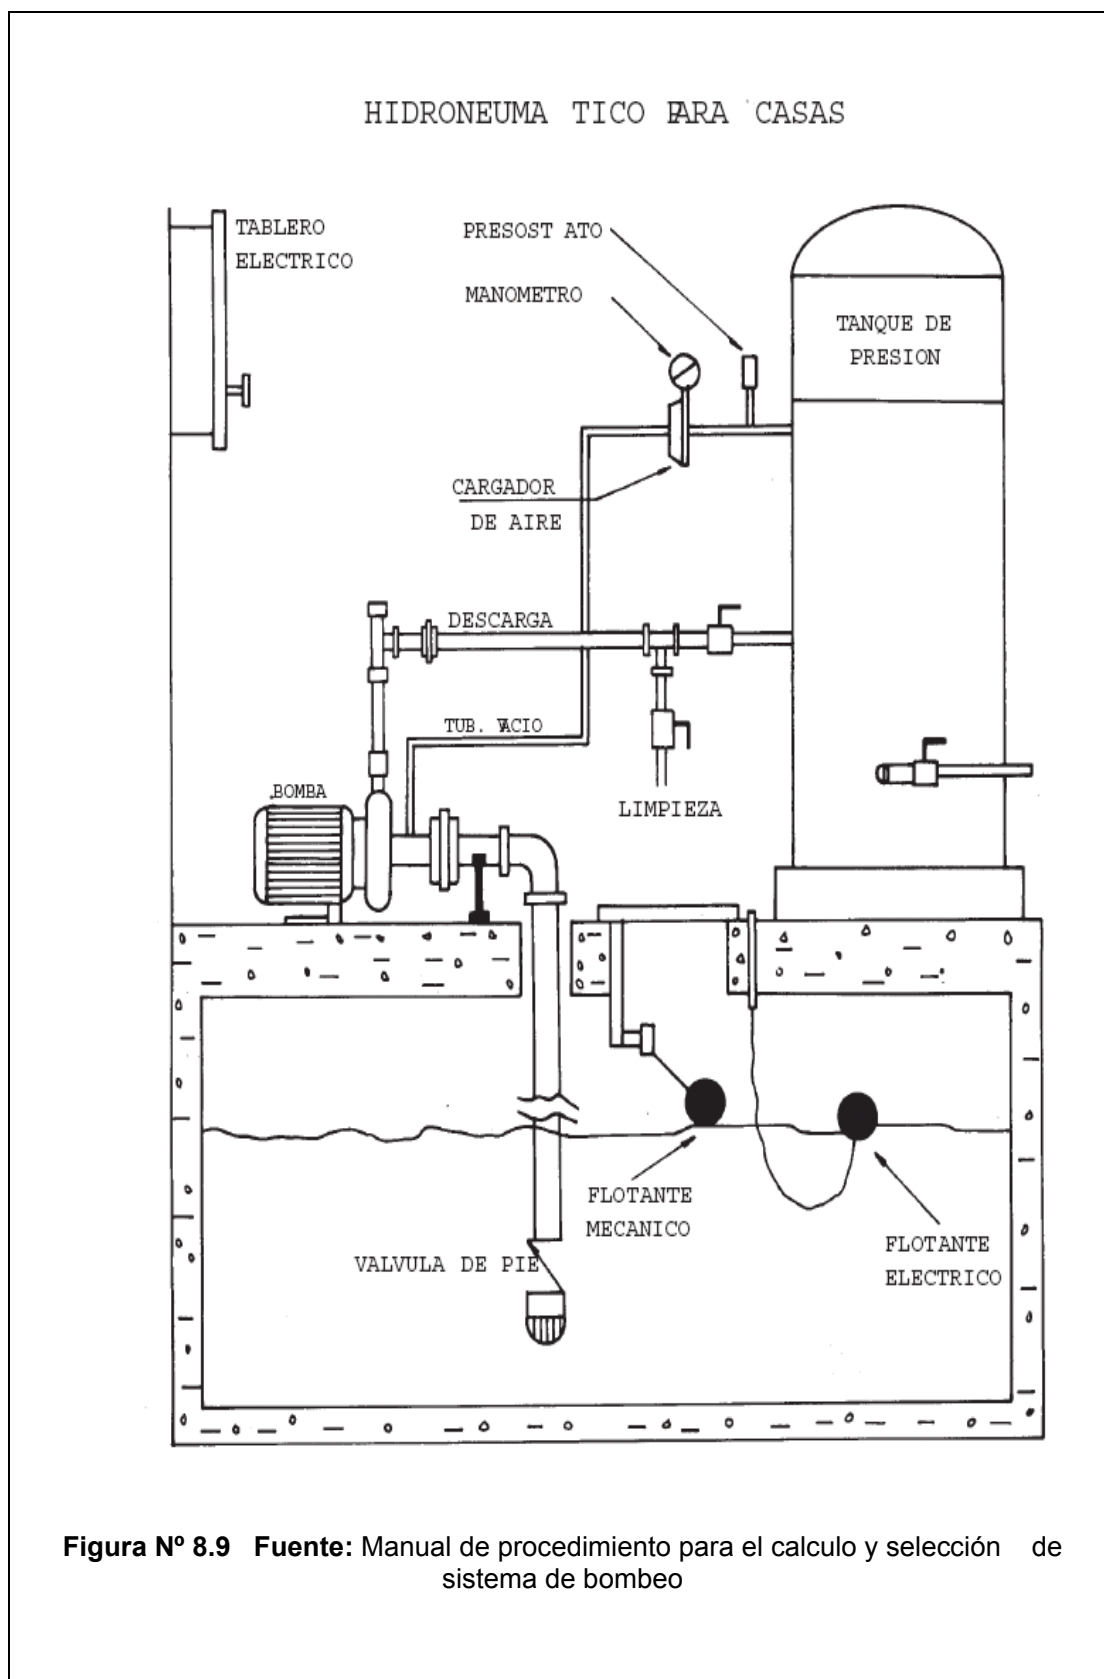 HIDRONEUMA TICO PARA CASAS
TABLERO
ELECTRICO
PRESOST ATO
MANOMETRO
TANQUE DE
PRESION
CARGADOR
DE AIRE
DESCARGA
TUB. VACIO
BOMBA
LIMPIEZA
FLOTANTE
MECANICO
VALVULA DE PIE
FLOTANTE
ELECTRICO
Figura Nº 8.9 Fuente: Manual de procedimiento para el calculo y selección de
sistema de bombeo